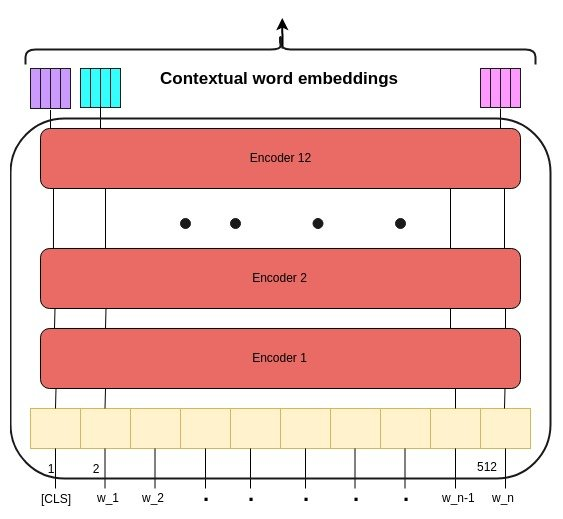 Contextual word embeddings
Encoder 12
Encoder 2
Encoder 1
1 2 512
[CLS] w_1 w_2 . . . . . w_n-1 w_n